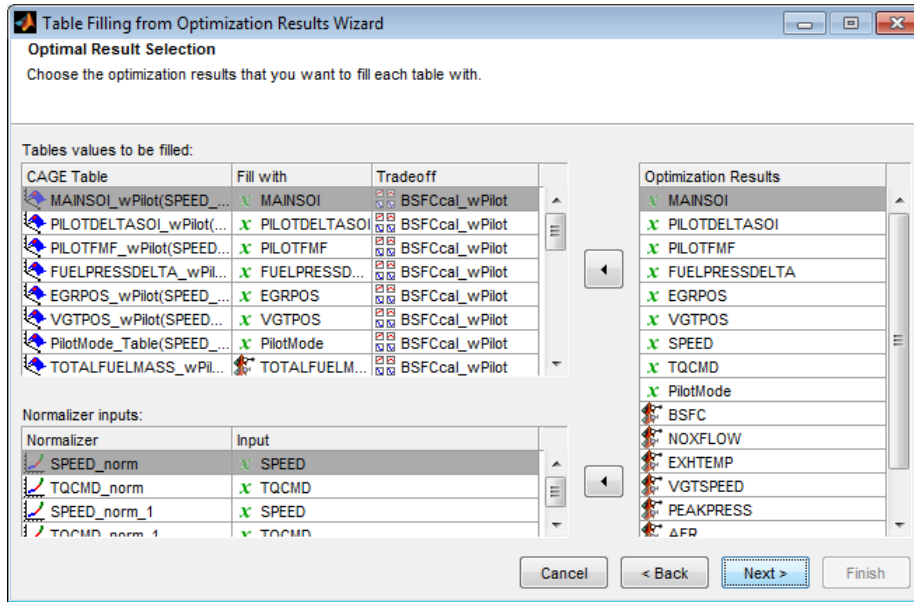 Table Filling from Optimization Results Wizard
Optimal Result Selection
Choose the optimization results that you want to fill each table with.
Tables values to be filled:
CAGE Table Fill with Tradeoff
MAINSOI_wPilot(SPEED_... x MAINSOI BSFCcal_wPilot
PILOTDELTASOI_wPilot(... x PILOTDELTASOI BSFCcal_wPilot
PILOTFMF_wPilot(SPEED... x PILOTFMF BSFCcal_wPilot
FUELPRESSDELTA_wPil... x FUELPRESSD... BSFCcal_wPilot
EGRPOS_wPilot(SPEED_... x EGRPOS BSFCcal_wPilot
VGTPOS_wPilot(SPEED... x VGTPOS BSFCcal_wPilot
PilotMode_Table(SPEED_... x PilotMode BSFCcal_wPilot
TOTALFUELMASS_wPil... TOTALFUELM... BSFCcal_wPilot
Normalizer inputs:
Normalizer Input
SPEED_norm x SPEED
TQCMD_norm x TQCMD
SPEED_norm_1 x SPEED
TQCMD_norm_1 x TQCMD
Optimization Results
x MAINSOI
x PILOTDELTASOI
x PILOTFMF
x FUELPRESSDELTA
x EGRPOS
x VGTPOS
x SPEED
x TQCMD
x PilotMode
BSFC
NOXFLOW
EXHTEMP
VGTSPEED
PEAKPRESS
AFR
Cancel < Back Next > Finish